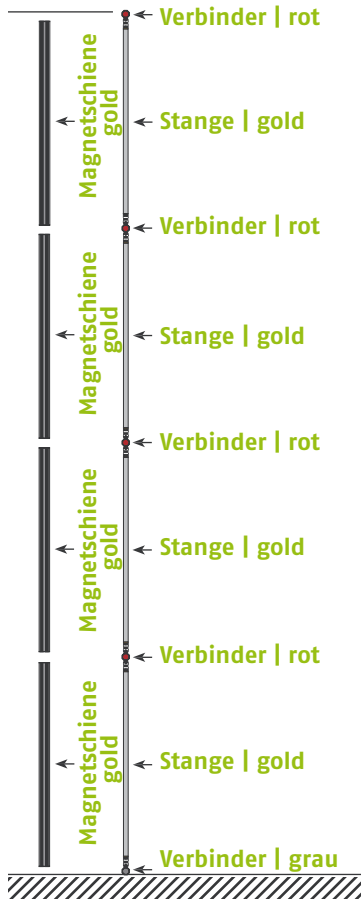 Verbinder | rot
Magnetschiene
gold
Stange | gold
Verbinder | rot
Magnetschiene
gold
Stange | gold
Verbinder | rot
Magnetschiene
gold
Stange | gold
Verbinder | rot
Magnetschiene
gold
Stange | gold
Verbinder | grau